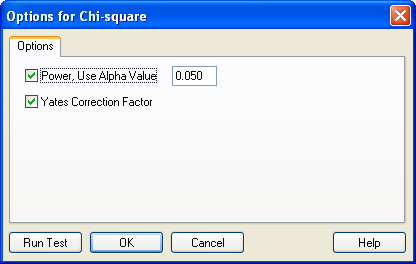 Options for Chi-square
Options
Power, Use Alpha Value 0.050
Yates Correction Factor
Run Test OK Cancel Help